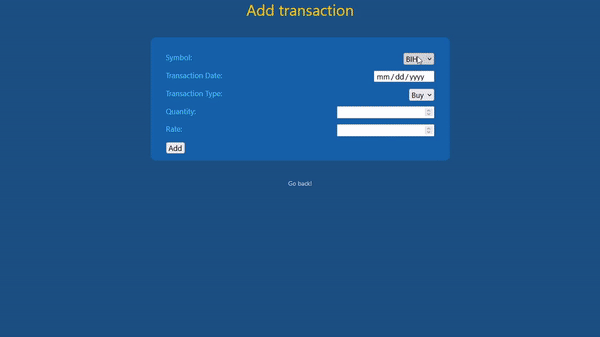 Add transaction
Symbol: BIH
Transaction Date: mm / dd / yyyy
Transaction Type: Buy
Quantity:
Rate:
Add
Go back!